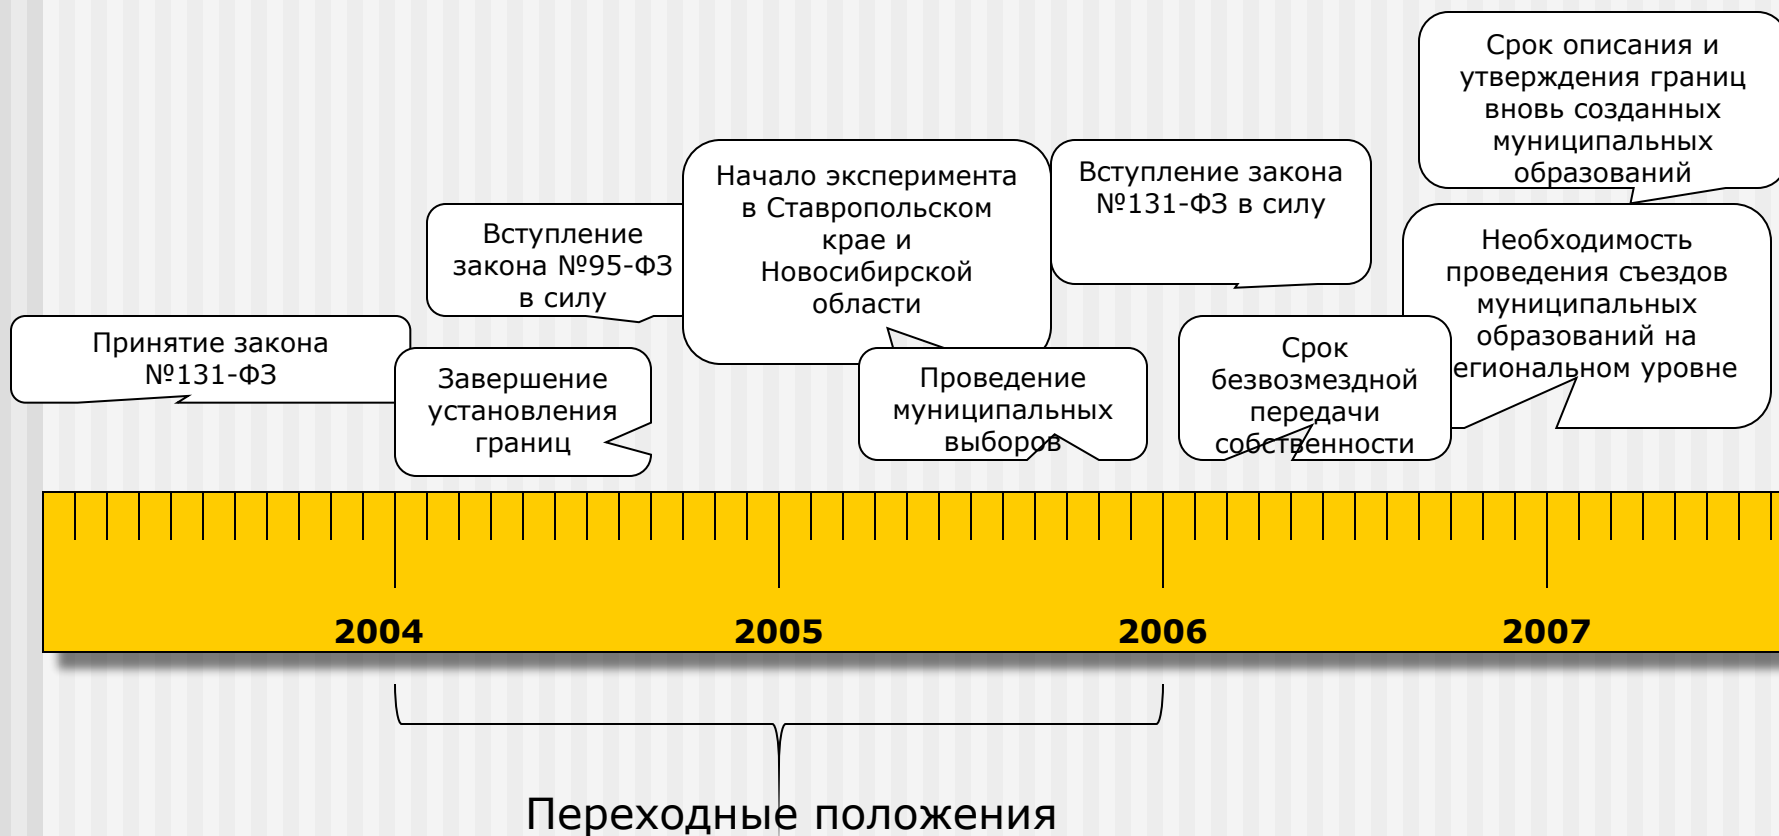 Принятие закона
№131-ФЗ
Завершение
установления
границ
Вступление
закона №95-ФЗ
в силу
Начало эксперимента
в Ставропольском
крае и
Новосибирской
области
Проведение
муниципальных
выборов
Вступление закона
№131-ФЗ в силу
Срок
безвозмездной
передачи
собственности
Срок описания и
утверждения границ
вновь созданных
муниципальных
образований
Необходимость
проведения съездов
муниципальных
образований на
егиональном уровне
2004
2005
2006
2007
Переходные положения